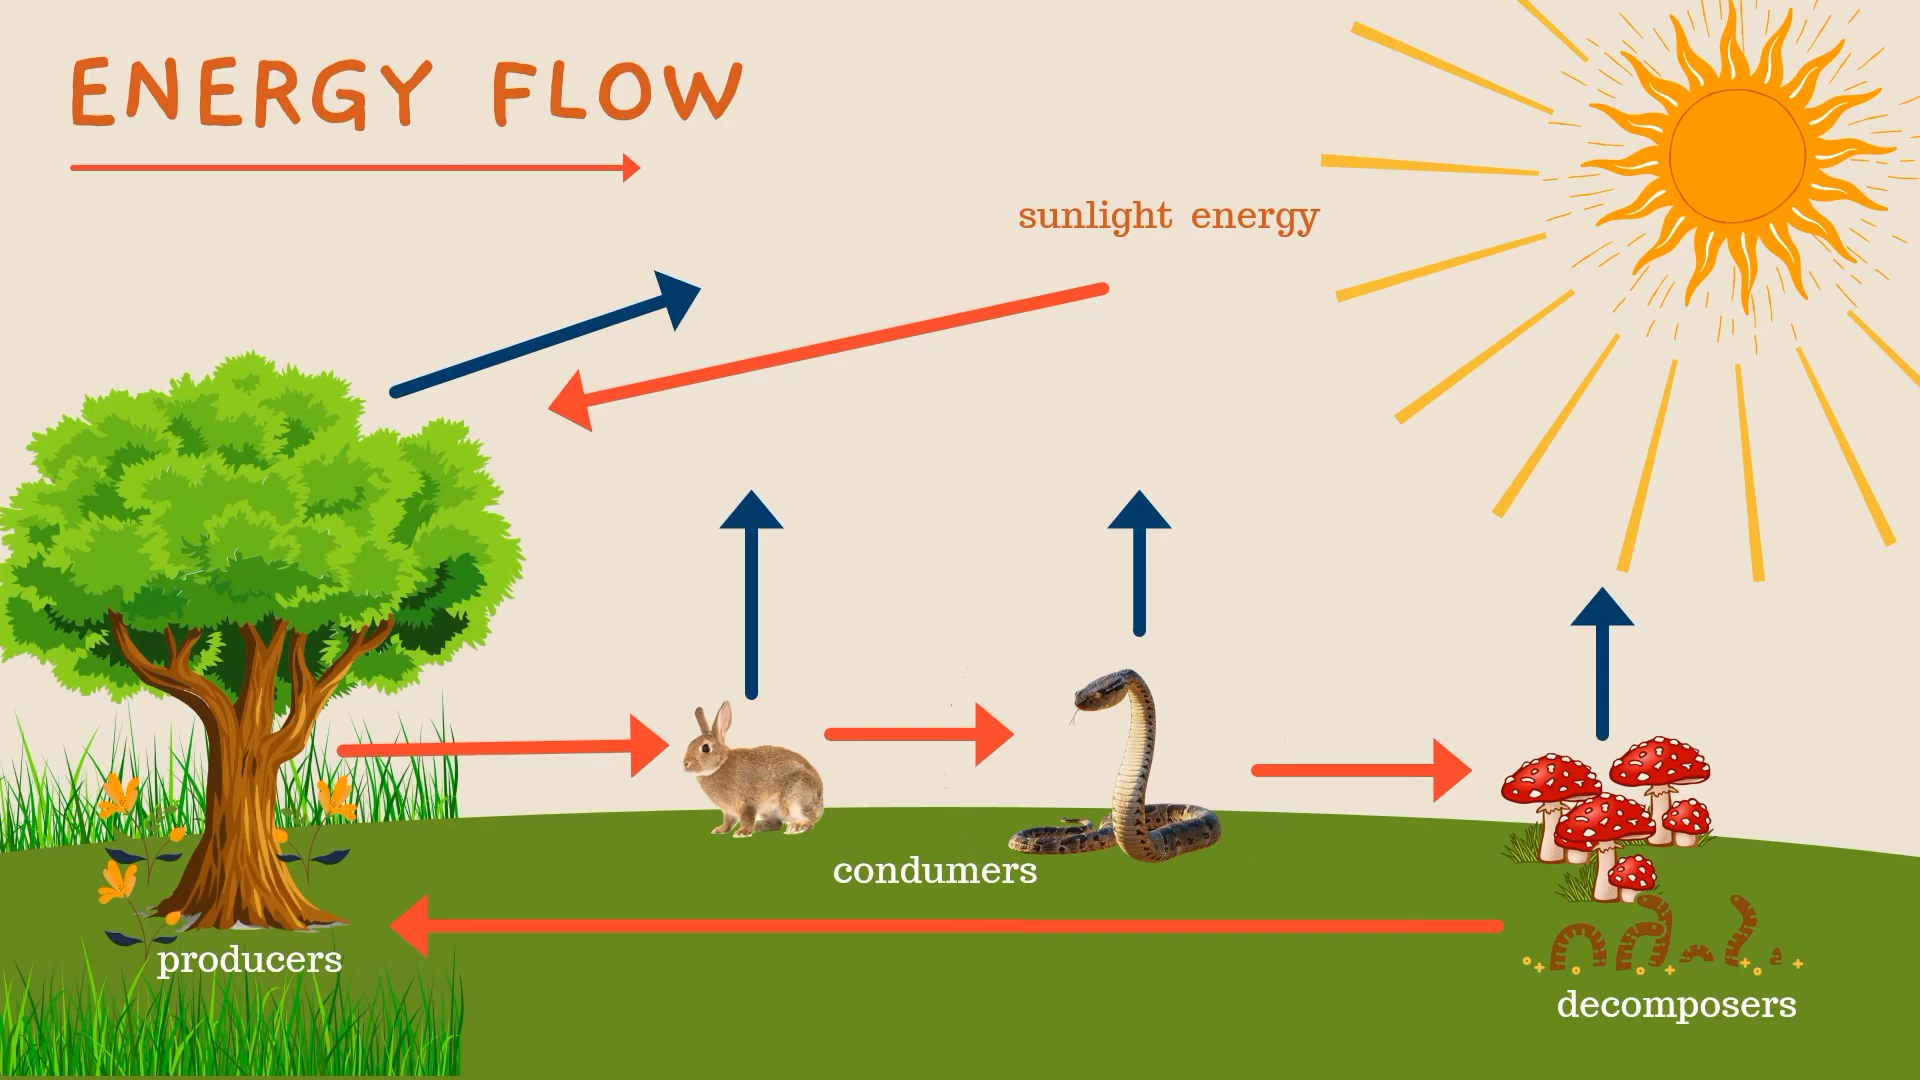 ENERGY FLOW
sunlight energy
condumers
producers
decomposers